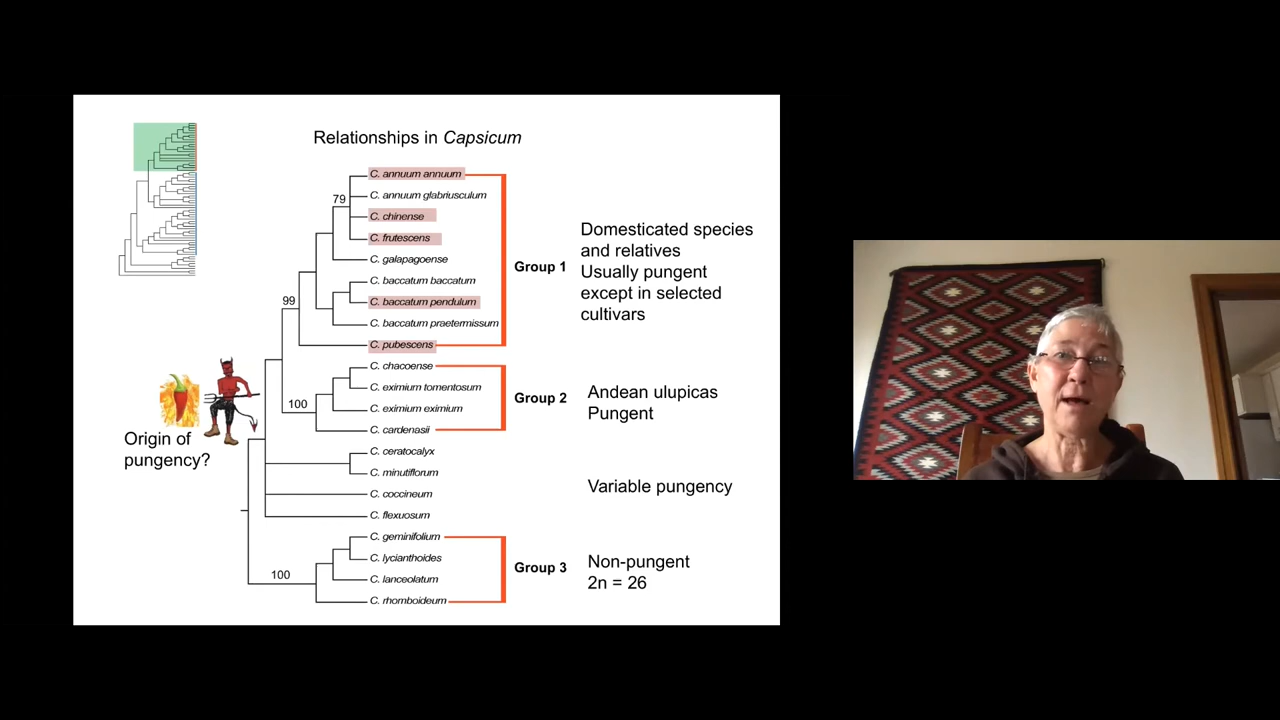 Relationships in Capsicum
C. annuum annuum
79
C. annuum glabriusculum
C. chinense
C. frutescens
C. galapagoense
C. baccatum baccatum
99
C. baccatum pendulum
C. baccatum praetermissum
C. pubescens
Group 1
Domesticated species
and relatives
Usually pungent
except in selected
cultivars
C. chacoense
C. eximium tomentosum
100
C. eximium eximium
C. cardenasii
Group 2
Andean ulupicas
Pungent
Origin of
pungency?
C. ceratocalyx
C. minutiflorum
C. coccineum
C. flexuosum
Variable pungency
C. geminifolium
C. lycianthoides
100
C. lanceolatum
C. rhomboideum
Group 3
Non-pungent
2n = 26